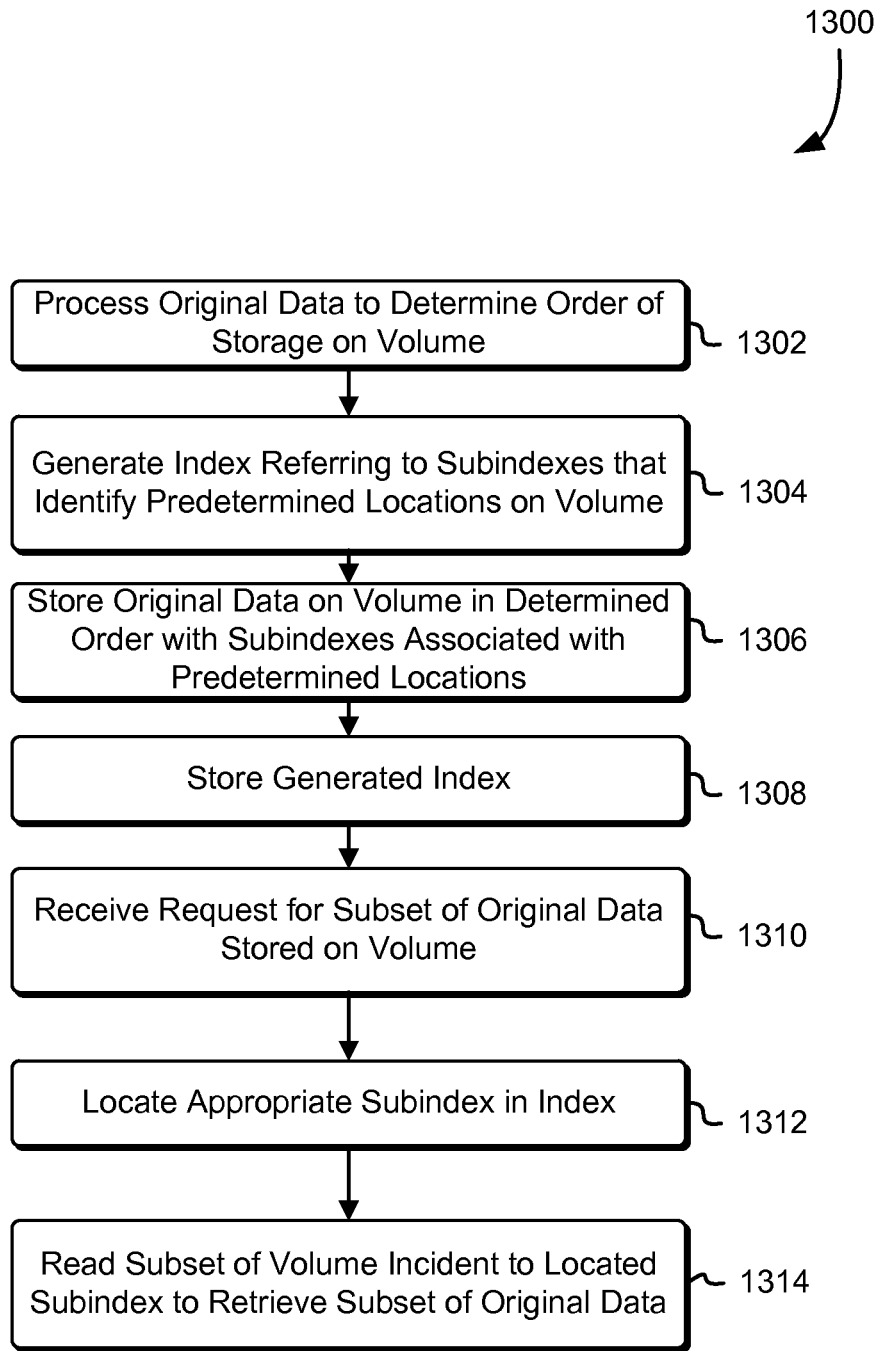 1300
Process Original Data to Determine Order of
Storage on Volume
1302
Generate Index Referring to Subindexes that
Identify Predetermined Locations on Volume
1304
Store Original Data on Volume in Determined
Order with Subindexes Associated with
Predetermined Locations
1306
Store Generated Index
1308
Receive Request for Subset of Original Data
Stored on Volume
1310
Locate Appropriate Subindex in Index
1312
Read Subset of Volume Incident to Located
Subindex to Retrieve Subset of Original Data
1314